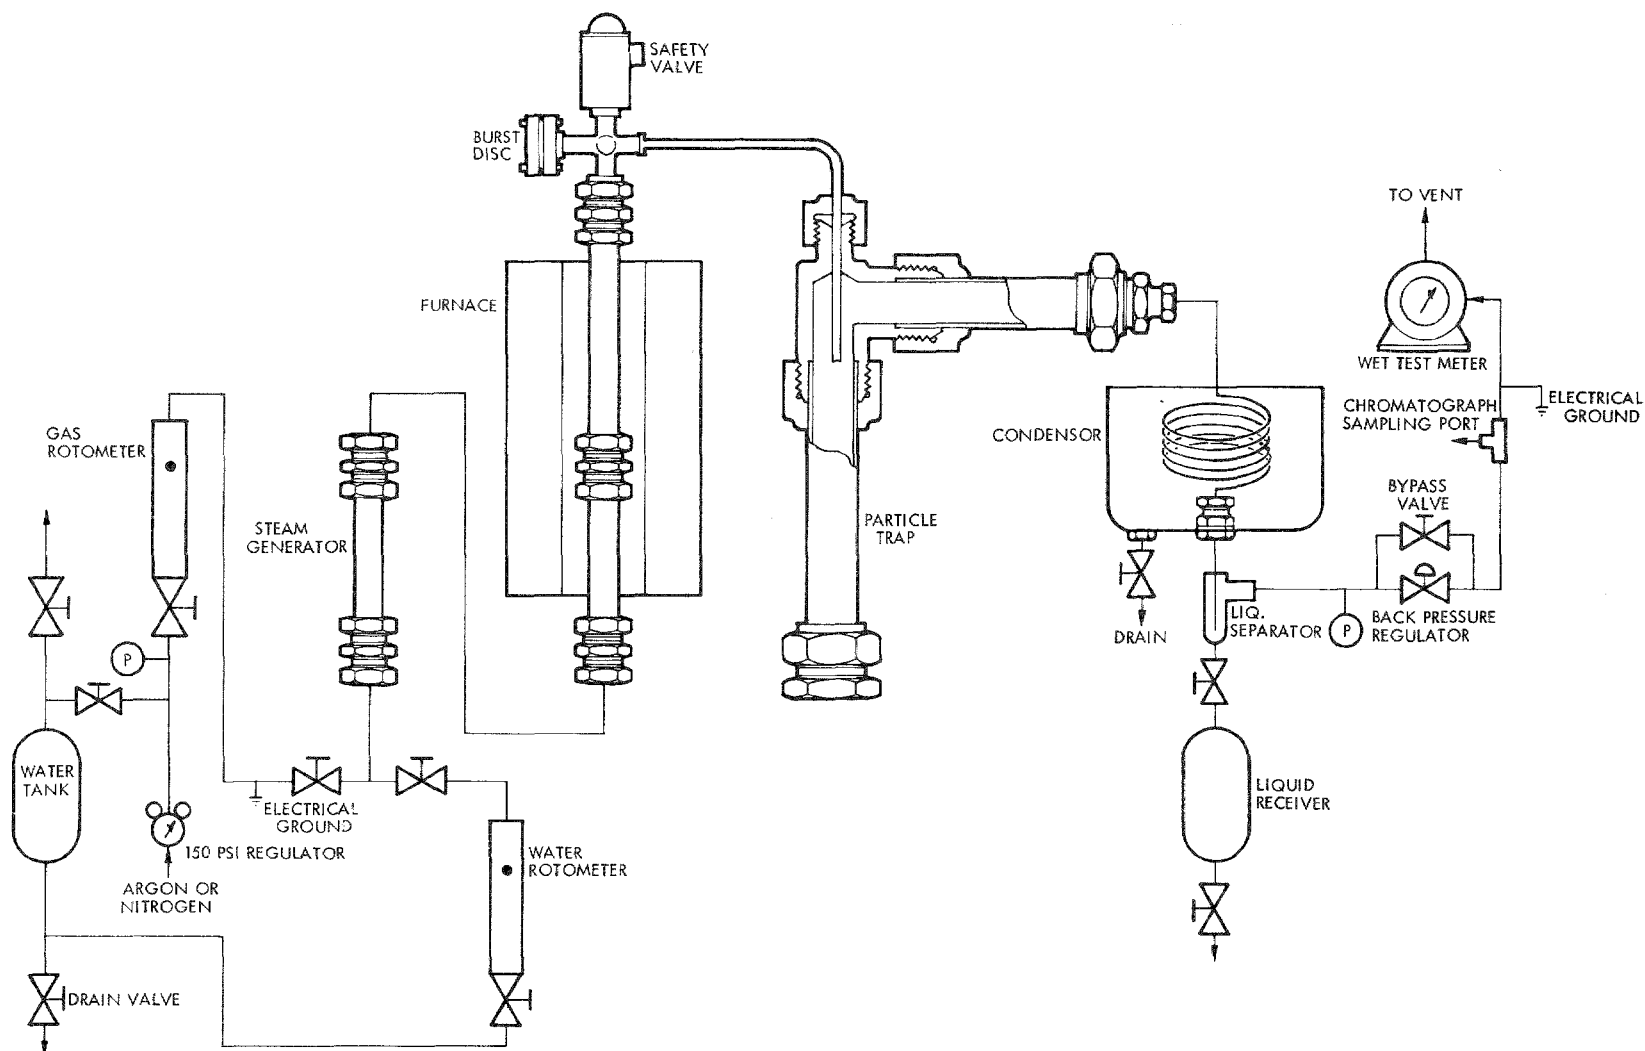 SAFETY
VALVE
BURST
DISC
TO VENT
FURNACE
WET TEST METER
ELECTRICAL
GROUND
CHROMATOGRAPH
SAMPLING PORT
GAS
ROTOMETER
CONDENSOR
BYPASS
VALVE
STEAM
GENERATOR
PARTICLE
TRAP
LIQ.
SEPARATOR
P
BACK PRESSURE
REGULATOR
DRAIN
P
WATER
TANK
ELECTRICAL
GROUND
LIQUID
RECEIVER
150 PSI REGULATOR
WATER
ROTOMETER
ARGON OR
NITROGEN
DRAIN VALVE